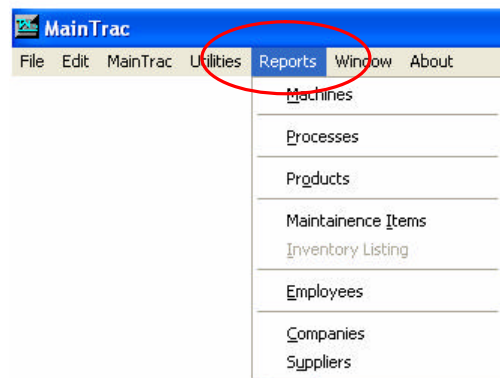 MainTrac
File Edit MainTrac Utilities Reports Window About
Machines
Processes
Products
Maintainence Items
Inventory Listing
Employees
Companies
Suppliers